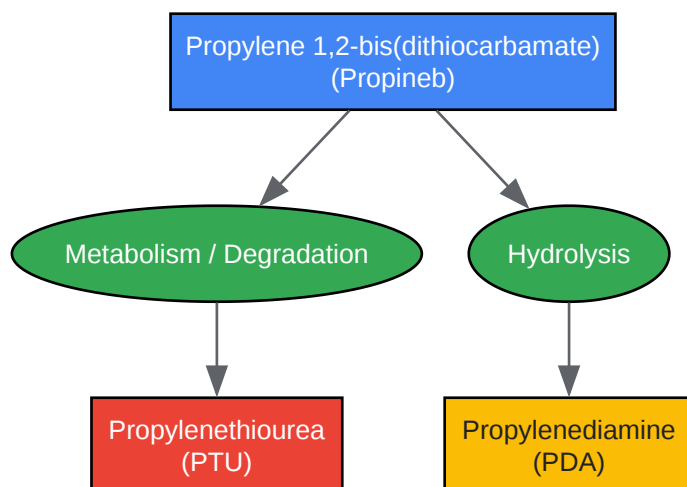 Propylene 1,2-bis(dithiocarbamate)
(Propineb)
Metabolism / Degradation
Hydrolysis
Propylenethiourea
(PTU)
Propylenediamine
(PDA)